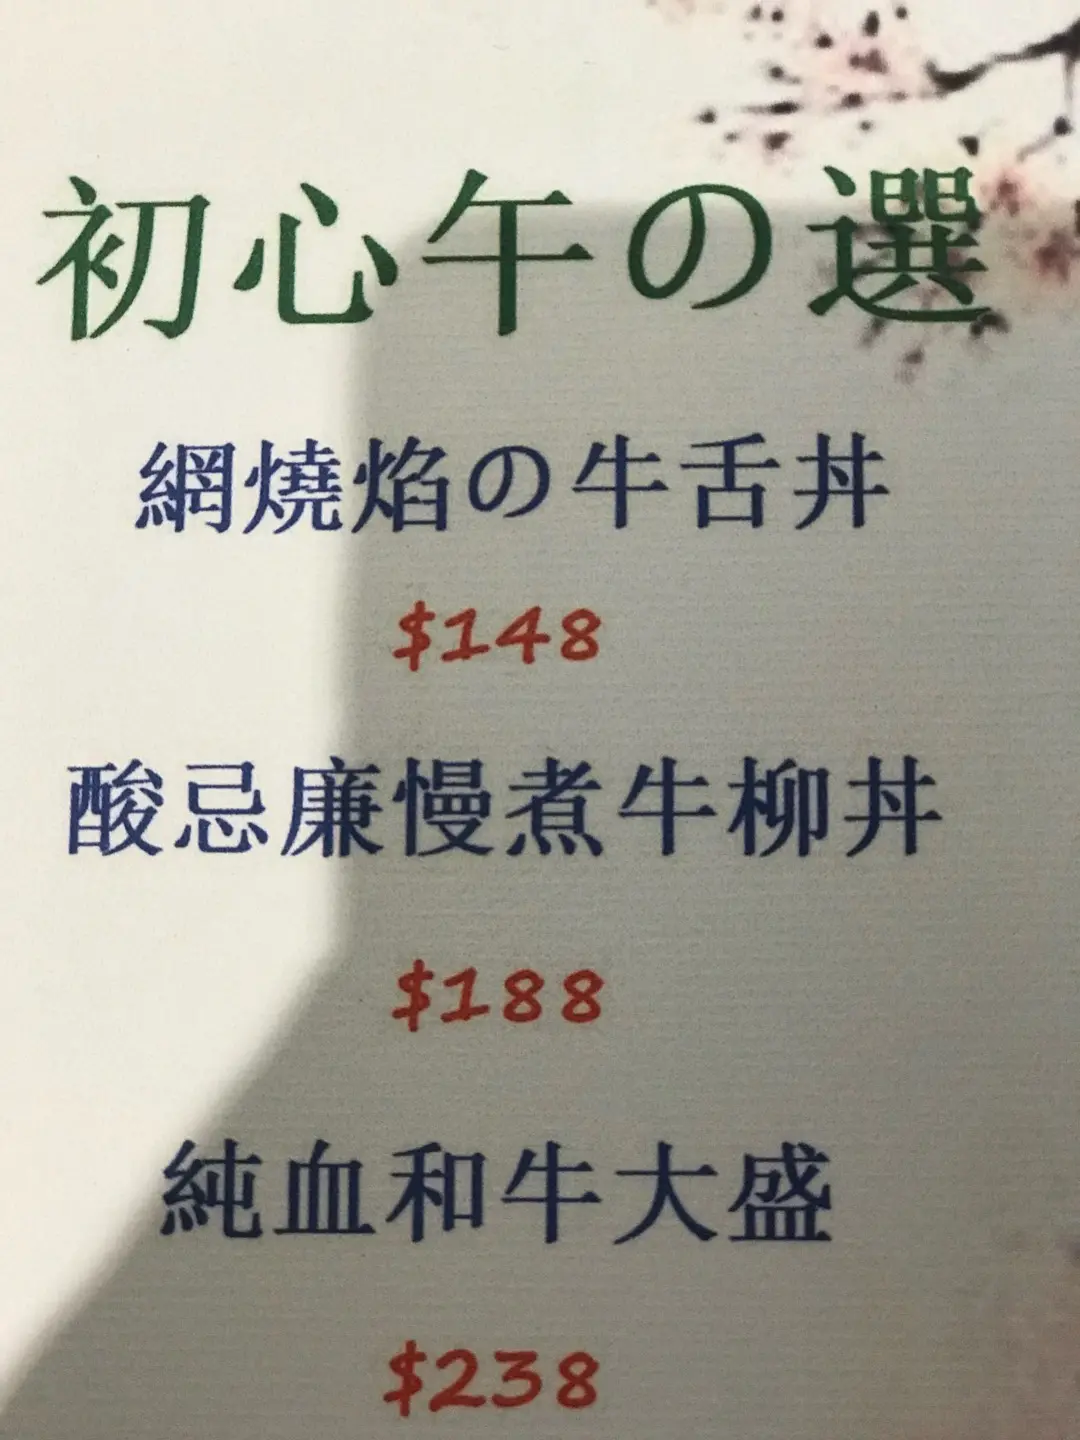 初心午の選
網燒焰の牛舌丼
$148
酸忌廉慢煮牛柳丼
$188
純血和牛大盛
$238